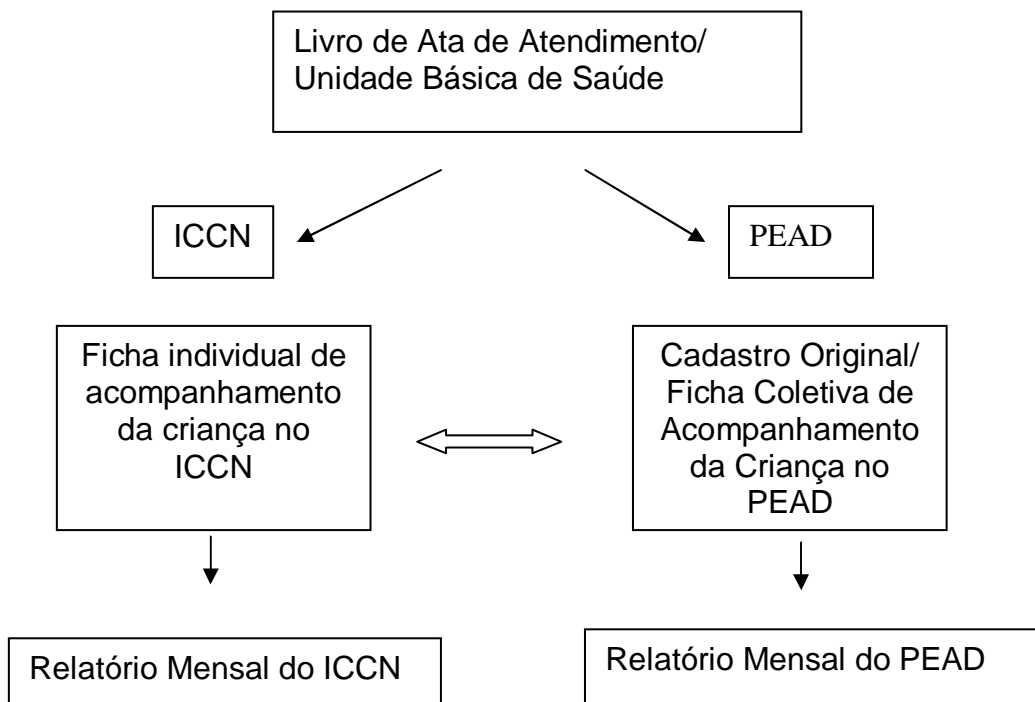 Livro de Ata de Atendimento/
Unidade Básica de Saúde
ICCN
PEAD
Ficha individual de
acompanhamento
da criança no
ICCN
Cadastro Original/
Ficha Coletiva de
Acompanhamento
da Criança no
PEAD
Relatório Mensal do ICCN
Relatório Mensal do PEAD